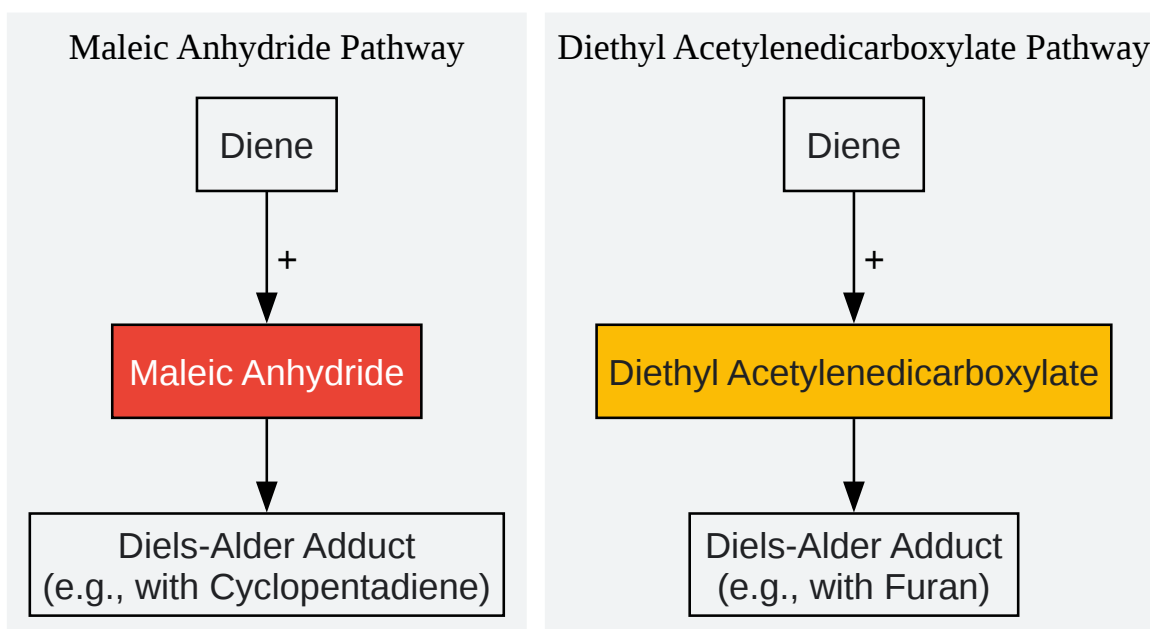 Maleic Anhydride Pathway
Diene
+
Maleic Anhydride
Diels-Alder Adduct
(e.g., with Cyclopentadiene)
Diethyl Acetylenedicarboxylate Pathway
Diene
+
Diethyl Acetylenedicarboxylate
Diels-Alder Adduct
(e.g., with Furan)